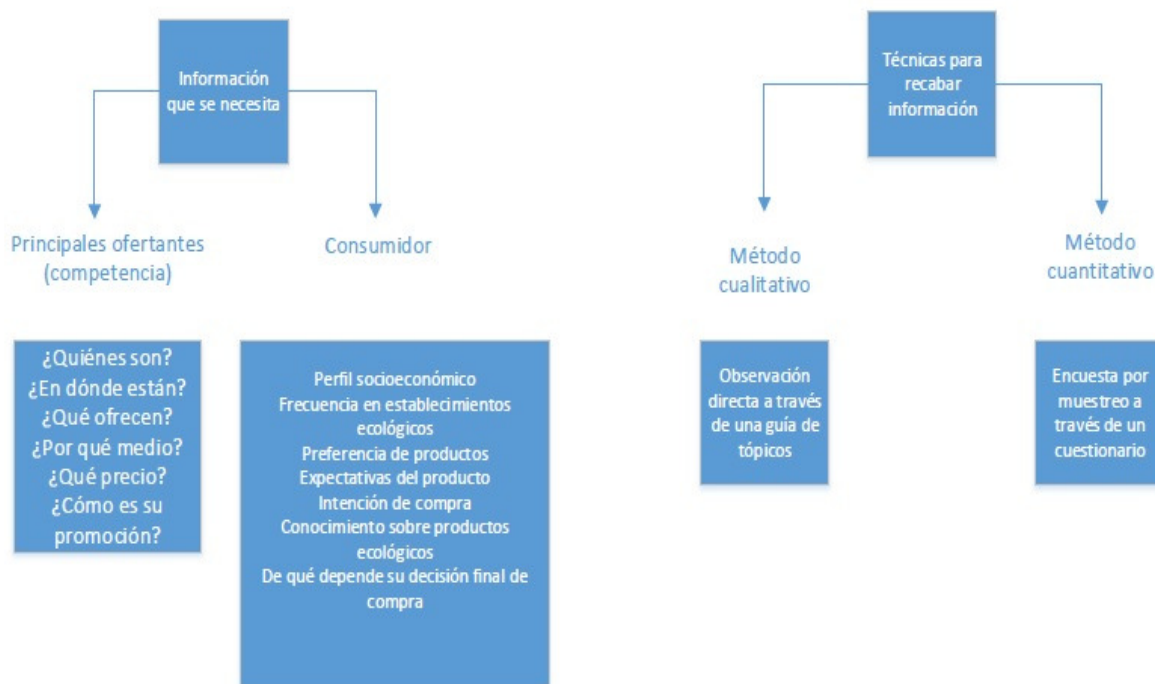 Información
que se necesita
Principales ofertantes
(competencia)
Consumidor
¿Quiénes son?
¿En dónde están?
¿Qué ofrecen?
¿Por qué medio?
¿Qué precio?
¿Cómo es su
promoción?
Perfil socioeconómico
Frecuencia en establecimientos
ecológicos
Preferencia de productos
Expectativas del producto
Intención de compra
Conocimiento sobre productos
ecológicos
De qué depende su decisión final de
compra
Técnicas para
recabar
información
Método
cualitativo
Método
cuantitativo
Observación
directa a través
de una guía de
tópicos
Encuesta por
muestreo a
través de un
cuestionario